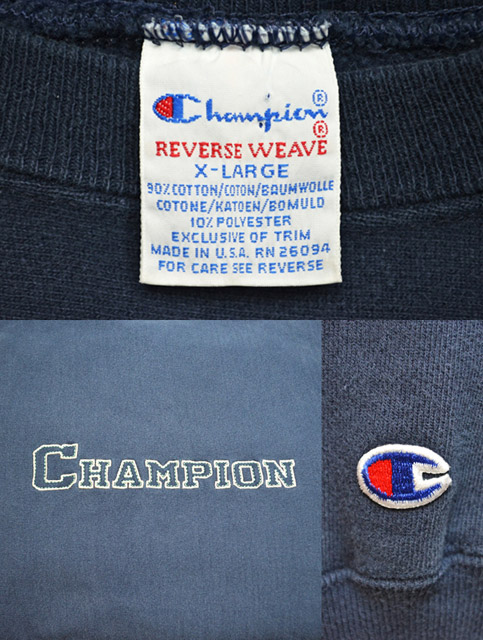 Champion®
®
REVERSE WEAVE
X-LARGE
90% COTTON/COTON/BAUMWOLLE
COTONE/KATOEN/BOMULD
10% POLYESTER
EXCLUSIVE OF TRIM
MADE IN U.S.A. RN 26094
FOR CARE SEE REVERSE
CHAMPION
C